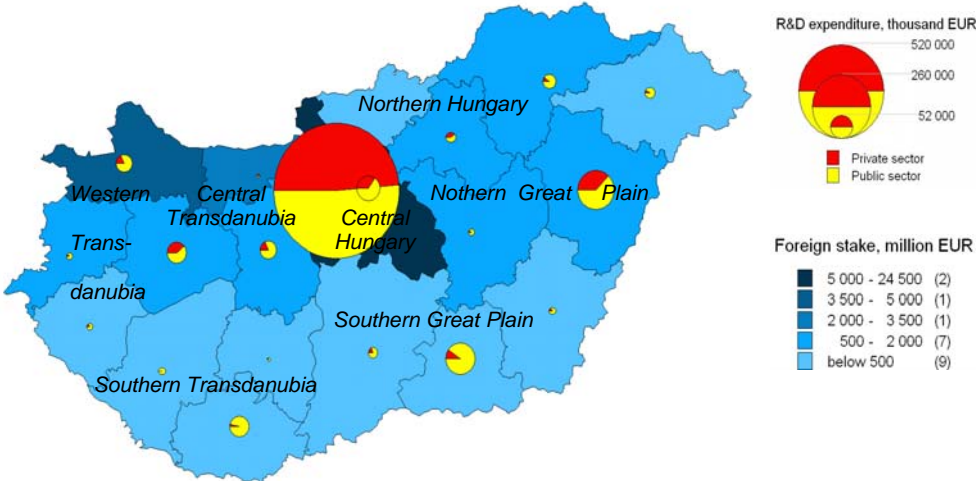 Northern Hungary
Western
Central
Nothern Great Plain
Transdanubia
Central
Trans-
Hungary
danubia
Southern Great Plain
Southern Transdanubia
R&D expenditure, thousand EUR
520 000
260 000
52 000
Private sector
Public sector
Foreign stake, million EUR
5 000 - 24 500 (2)
3 500 - 5 000 (1)
2 000 - 3 500 (1)
500 - 2 000 (7)
below 500 (9)